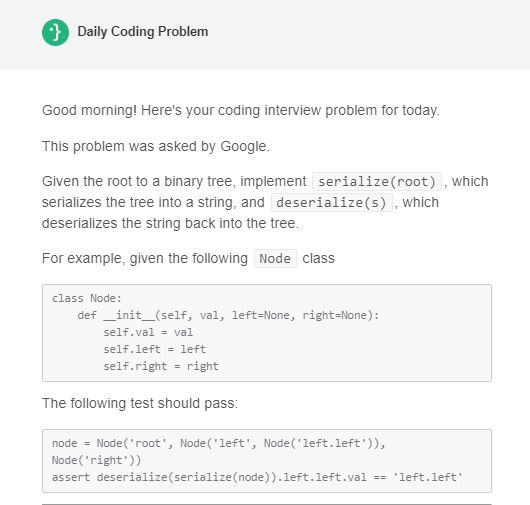 Daily Coding Problem
Good morning! Here's your coding interview problem for today.
This problem was asked by Google.
Given the root to a binary tree, implement serialize(root) , which
serializes the tree into a string, and deserialize(s) , which
deserializes the string back into the tree.
For example, given the following Node class
class Node:
    def __init__(self, val, left=None, right=None):
        self.val = val
        self.left = left
        self.right = right
The following test should pass:
node = Node('root', Node('left', Node('left.left')),
Node('right'))
assert deserialize(serialize(node)).left.left.val == 'left.left'